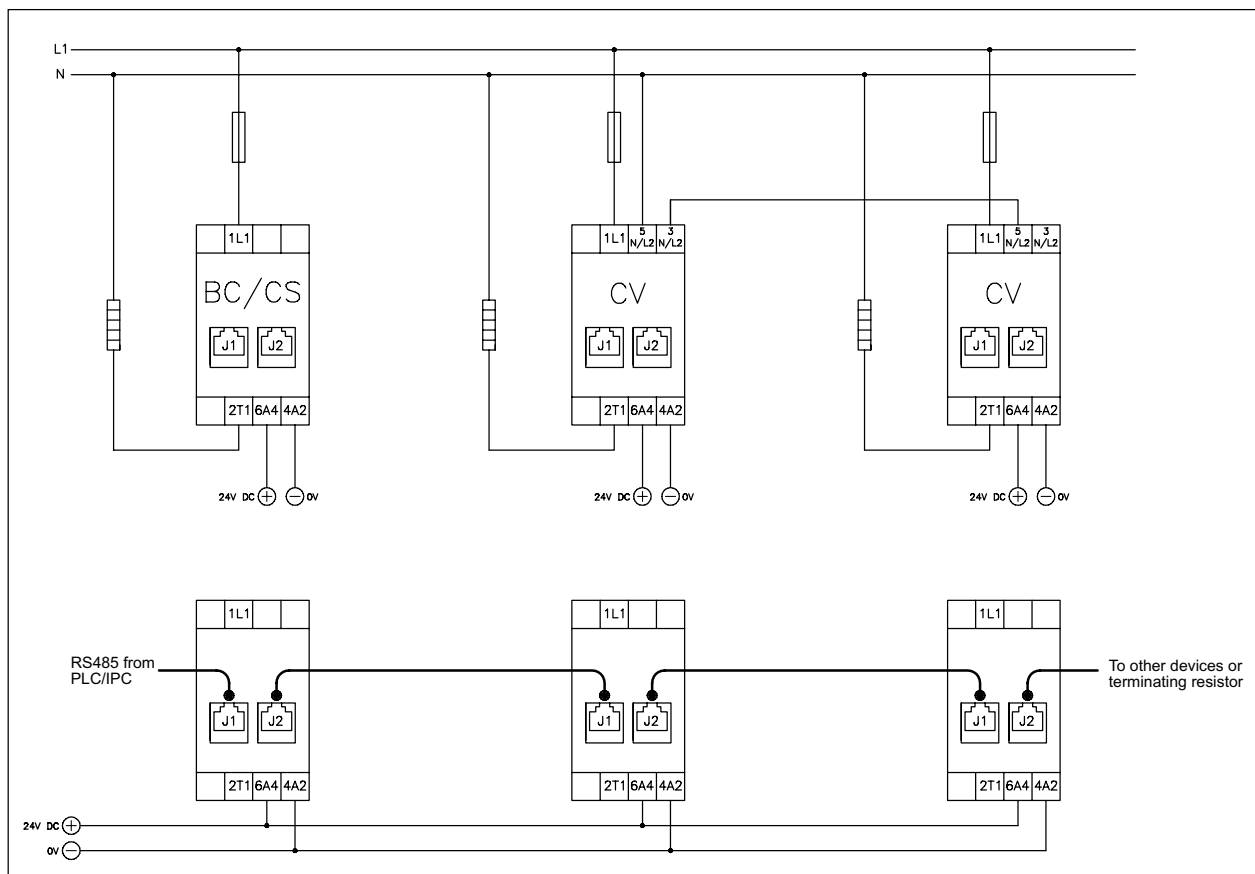 L1
N
1L1
1L1
5
N/L2
3
N/L2
1L1
5
N/L2
3
N/L2
BC/CS
CV
CV
J1
J2
J1
J2
J1
J2
2T1
6A4
4A2
2T1
6A4
4A2
2T1
6A4
4A2
24V DC + − 0V
24V DC + − 0V
24V DC + − 0V
1L1
1L1
1L1
RS485 from
PLC/IPC
To other devices or
terminating resistor
J1
J2
J1
J2
J1
J2
2T1
6A4
4A2
2T1
6A4
4A2
2T1
6A4
4A2
24V DC +
0V −